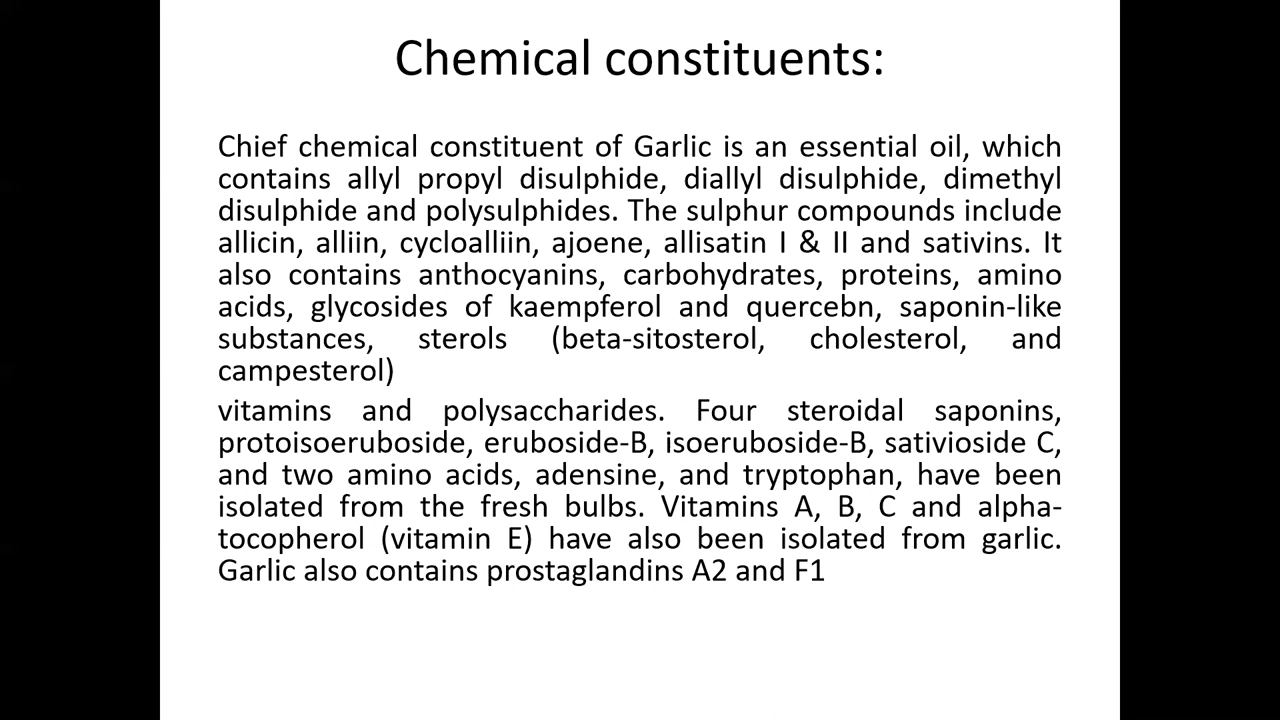 Chemical constituents:
Chief chemical constituent of Garlic is an essential oil, which
contains allyl propyl disulphide, diallyl disulphide, dimethyl
disulphide and polysulphides. The sulphur compounds include
allicin, alliin, cycloalliin, ajoene, allisatin I & II and sativins. It
also contains anthocyanins, carbohydrates, proteins, amino
acids, glycosides of kaempferol and quercebn, saponin-like
substances, sterols (beta-sitosterol, cholesterol, and
campesterol)
vitamins and polysaccharides. Four steroidal saponins,
protoisoeruboside, eruboside-B, isoeruboside-B, sativioside C,
and two amino acids, adensine, and tryptophan, have been
isolated from the fresh bulbs. Vitamins A, B, C and alpha-
tocopherol (vitamin E) have also been isolated from garlic.
Garlic also contains prostaglandins A2 and F1